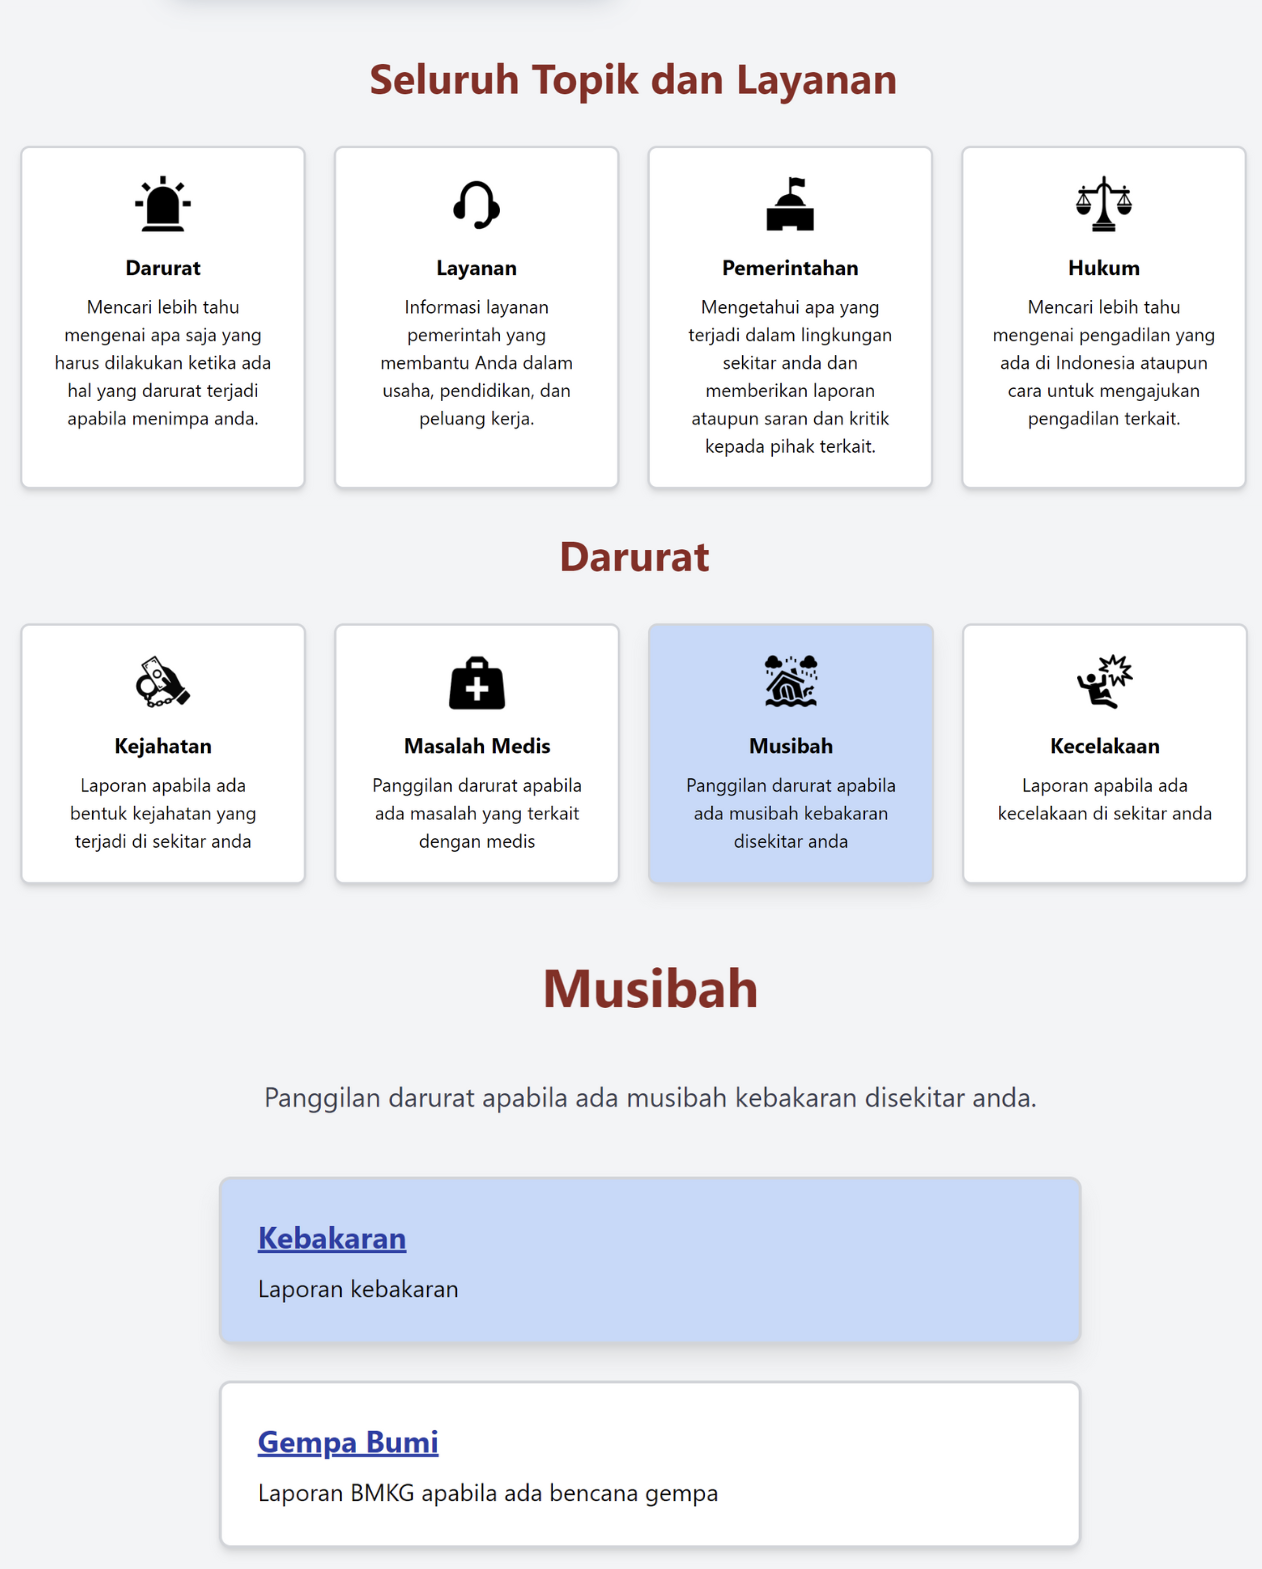 Seluruh Topik dan Layanan
Darurat
Mencari lebih tahu
mengenai apa saja yang
harus dilakukan ketika ada
hal yang darurat terjadi
apabila menimpa anda.
Layanan
Informasi layanan
pemerintah yang
membantu Anda dalam
usaha, pendidikan, dan
peluang kerja.
Pemerintahan
Mengetahui apa yang
terjadi dalam lingkungan
sekitar anda dan
memberikan laporan
ataupun saran dan kritik
kepada pihak terkait.
Hukum
Mencari lebih tahu
mengenai pengadilan yang
ada di Indonesia ataupun
cara untuk mengajukan
pengadilan terkait.
Darurat
Kejahatan
Laporan apabila ada
bentuk kejahatan yang
terjadi di sekitar anda
Masalah Medis
Panggilan darurat apabila
ada masalah yang terkait
dengan medis
Musibah
Panggilan darurat apabila
ada musibah kebakaran
disekitar anda
Kecelakaan
Laporan apabila ada
kecelakaan di sekitar anda
Musibah
Panggilan darurat apabila ada musibah kebakaran disekitar anda.
Kebakaran
Laporan kebakaran
Gempa Bumi
Laporan BMKG apabila ada bencana gempa